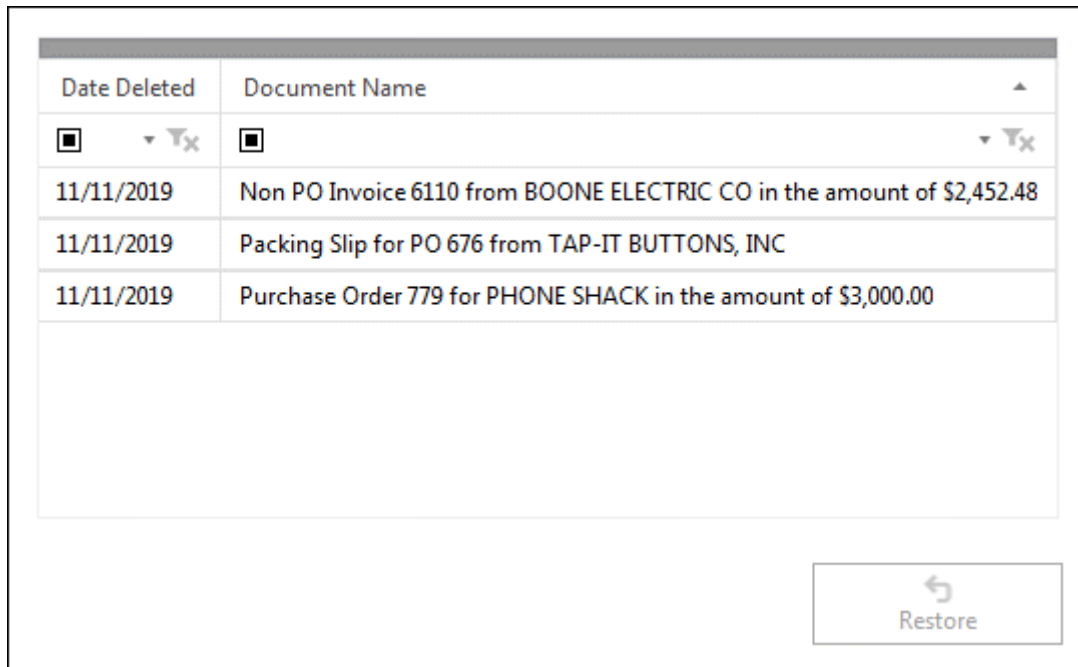 Date Deleted Document Name
11/11/2019 Non PO Invoice 6110 from BOONE ELECTRIC CO in the amount of $2,452.48
11/11/2019 Packing Slip for PO 676 from TAP-IT BUTTONS, INC
11/11/2019 Purchase Order 779 for PHONE SHACK in the amount of $3,000.00
Restore